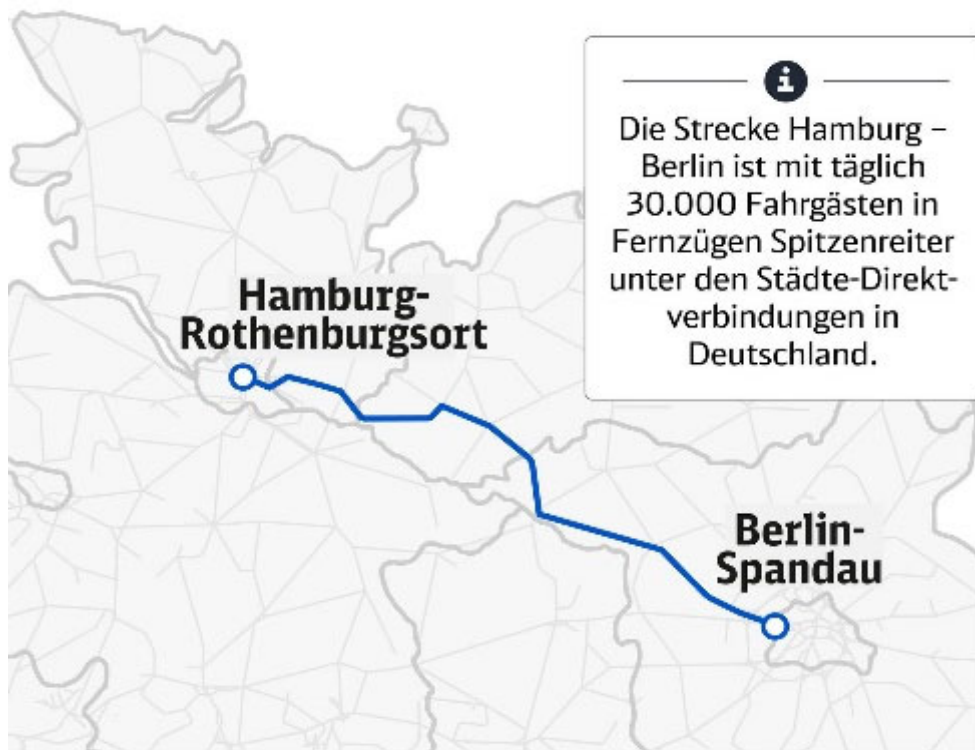 Die Strecke Hamburg –
Berlin ist mit täglich
30.000 Fahrgästen in
Fernzügen Spitzenreiter
unter den Städte-Direkt-
verbindungen in
Deutschland.
Hamburg-
Rothenburgsort
Berlin-
Spandau